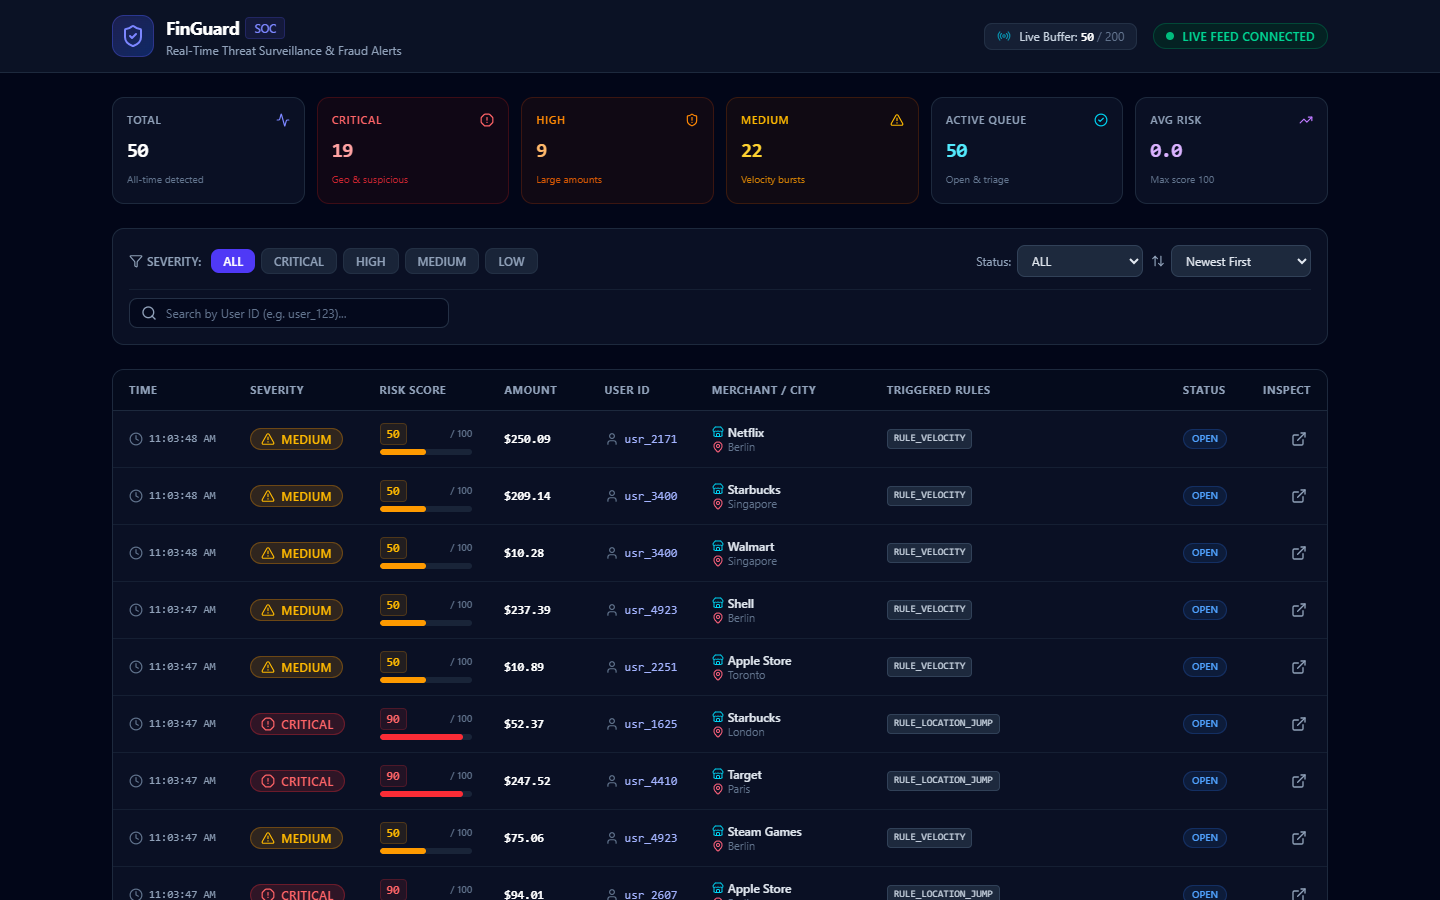 FinGuard SOC
Real-Time Threat Surveillance & Fraud Alerts
Live Buffer: 50 / 200
LIVE FEED CONNECTED
TOTAL
50
All-time detected
CRITICAL
19
Geo & suspicious
HIGH
9
Large amounts
MEDIUM
22
Velocity bursts
ACTIVE QUEUE
50
Open & triage
AVG RISK
0.0
Max score 100
SEVERITY: ALL CRITICAL HIGH MEDIUM LOW
Status: ALL Newest First
Search by User ID (e.g. user_123)...
TIME SEVERITY RISK SCORE AMOUNT USER ID MERCHANT / CITY TRIGGERED RULES STATUS INSPECT
11:03:48 AM MEDIUM 50 / 100 $250.09 usr_2171 Netflix Berlin RULE_VELOCITY OPEN
11:03:48 AM MEDIUM 50 / 100 $209.14 usr_3400 Starbucks Singapore RULE_VELOCITY OPEN
11:03:48 AM MEDIUM 50 / 100 $10.28 usr_3400 Walmart Singapore RULE_VELOCITY OPEN
11:03:47 AM MEDIUM 50 / 100 $237.39 usr_4923 Shell Berlin RULE_VELOCITY OPEN
11:03:47 AM MEDIUM 50 / 100 $10.89 usr_2251 Apple Store Toronto RULE_VELOCITY OPEN
11:03:47 AM CRITICAL 90 / 100 $52.37 usr_1625 Starbucks London RULE_LOCATION_JUMP OPEN
11:03:47 AM CRITICAL 90 / 100 $247.52 usr_4410 Target Paris RULE_LOCATION_JUMP OPEN
11:03:47 AM MEDIUM 50 / 100 $75.06 usr_4923 Steam Games Berlin RULE_VELOCITY OPEN
11:03:47 AM CRITICAL 90 / 100 $94.01 usr_2607 Apple Store RULE_LOCATION_JUMP OPEN